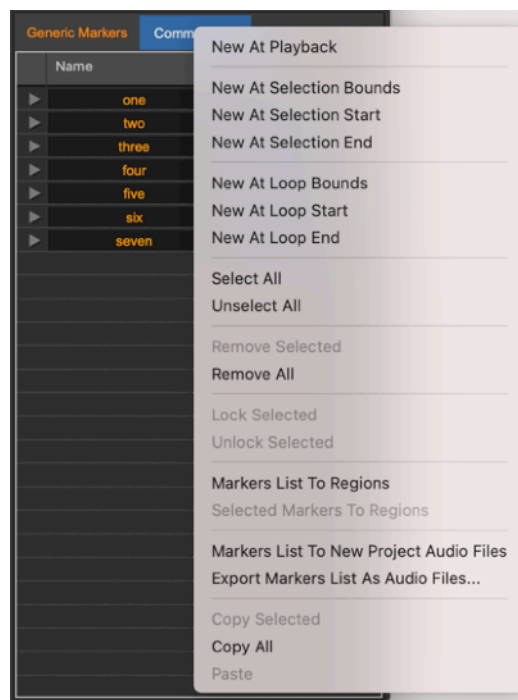 Generic Markers
Name
one
two
three
four
five
six
seven
New At Playback
New At Selection Bounds
New At Selection Start
New At Selection End
New At Loop Bounds
New At Loop Start
New At Loop End
Select All
Unselect All
Remove Selected
Remove All
Lock Selected
Unlock Selected
Markers List To Regions
Selected Markers To Regions
Markers List To New Project Audio Files
Export Markers List As Audio Files...
Copy Selected
Copy All
Paste